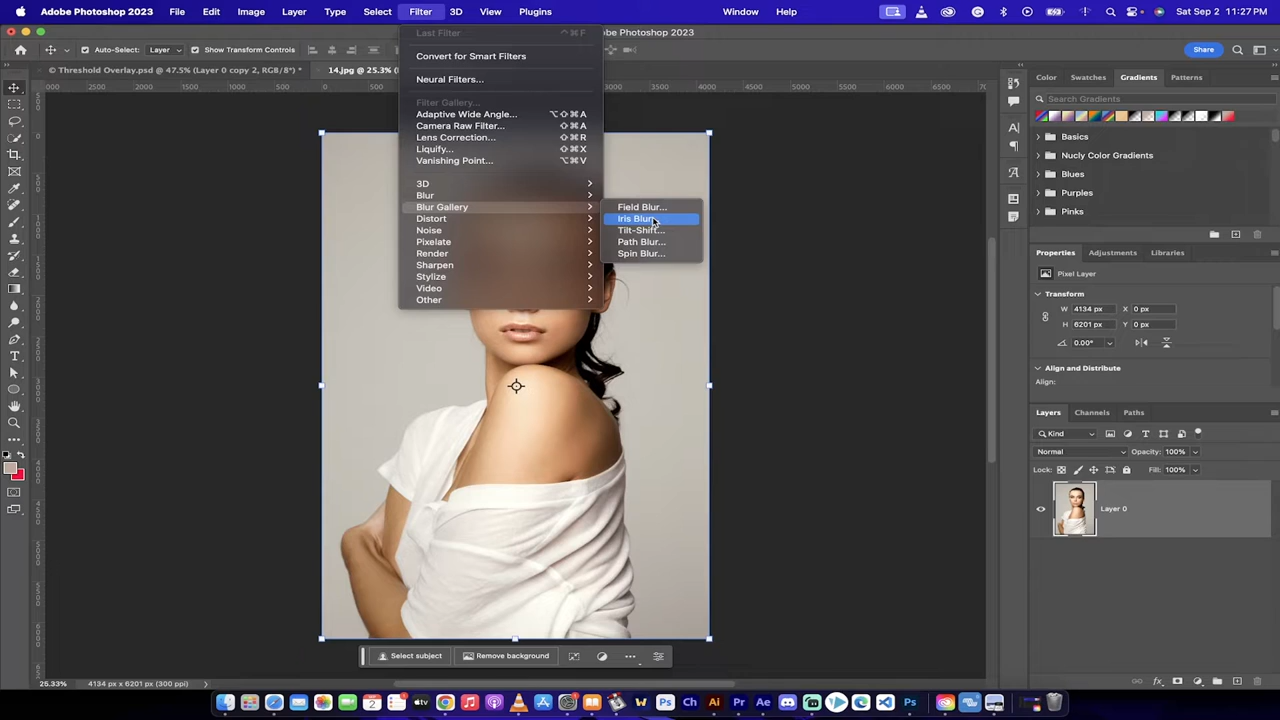 Adobe Photoshop 2023 File Edit Image Layer Type Select Filter 3D View Plugins Window Help Sat Sep 2 11:27 PM
be Photoshop 2023
Auto-Select: Layer Show Transform Controls Share
© Threshold Overlay.psd @ 47.5% (Layer 0 copy 2, RGB/8*) *
14.jpg @ 25.3% (
Last Filter ^⌘F
Convert for Smart Filters
Neural Filters...
Filter Gallery...
Adaptive Wide Angle... ⌥⇧⌘A
Camera Raw Filter... ⇧⌘A
Lens Correction... ⇧⌘R
Liquify... ⇧⌘X
Vanishing Point... ⌥⌘V
3D
Blur
Blur Gallery
Distort
Noise
Pixelate
Render
Sharpen
Stylize
Video
Other
Field Blur...
Iris Blur...
Tilt-Shift...
Path Blur...
Spin Blur...
Color Swatches Gradients Patterns
Search Gradients
Basics
Nucly Color Gradients
Blues
Purples
Pinks
Properties Adjustments Libraries
Pixel Layer
Transform
W 4134 px X 0 px
H 6201 px Y 0 px
0.00°
Align and Distribute
Align:
Layers Channels Paths
Kind
Normal Opacity: 100%
Lock: Fill: 100%
Layer 0
Select subject Remove background
25.33% 4134 px x 6201 px (300 ppi)